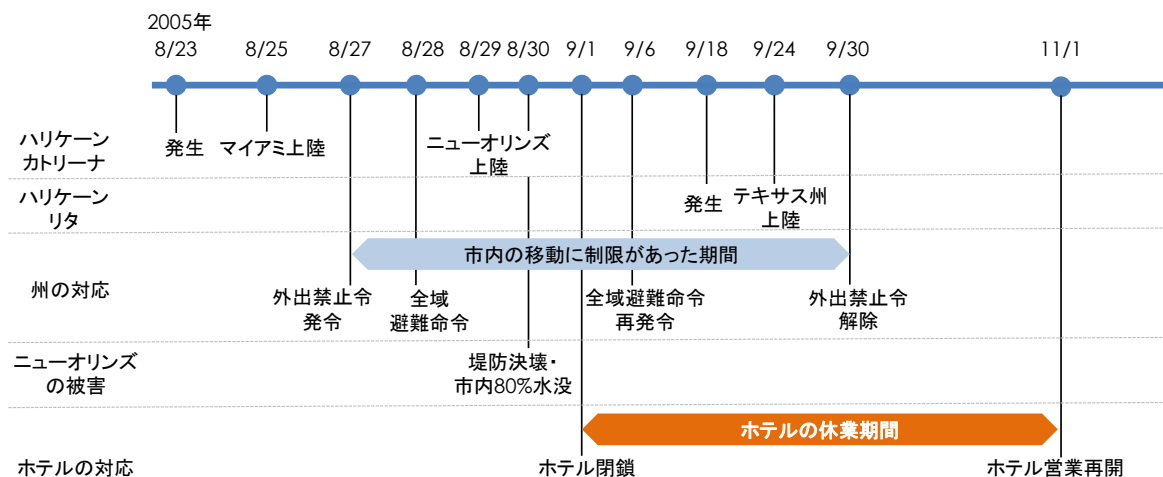 2005年
8/23 8/25 8/27 8/28 8/29 8/30 9/1 9/6 9/18 9/24 9/30 11/1
ハリケーン
カトリーナ
発生
マイアミ上陸
ニューオリンズ
上陸
ハリケーン
リタ
発生
テキサス州
上陸
州の対応
市内の移動に制限があった期間
外出禁止令
発令
全域
避難命令
全域避難命令
再発令
外出禁止令
解除
ニューオリンズ
の被害
堤防決壊・
市内80%水没
ホテルの対応
ホテルの休業期間
ホテル閉鎖
ホテル営業再開